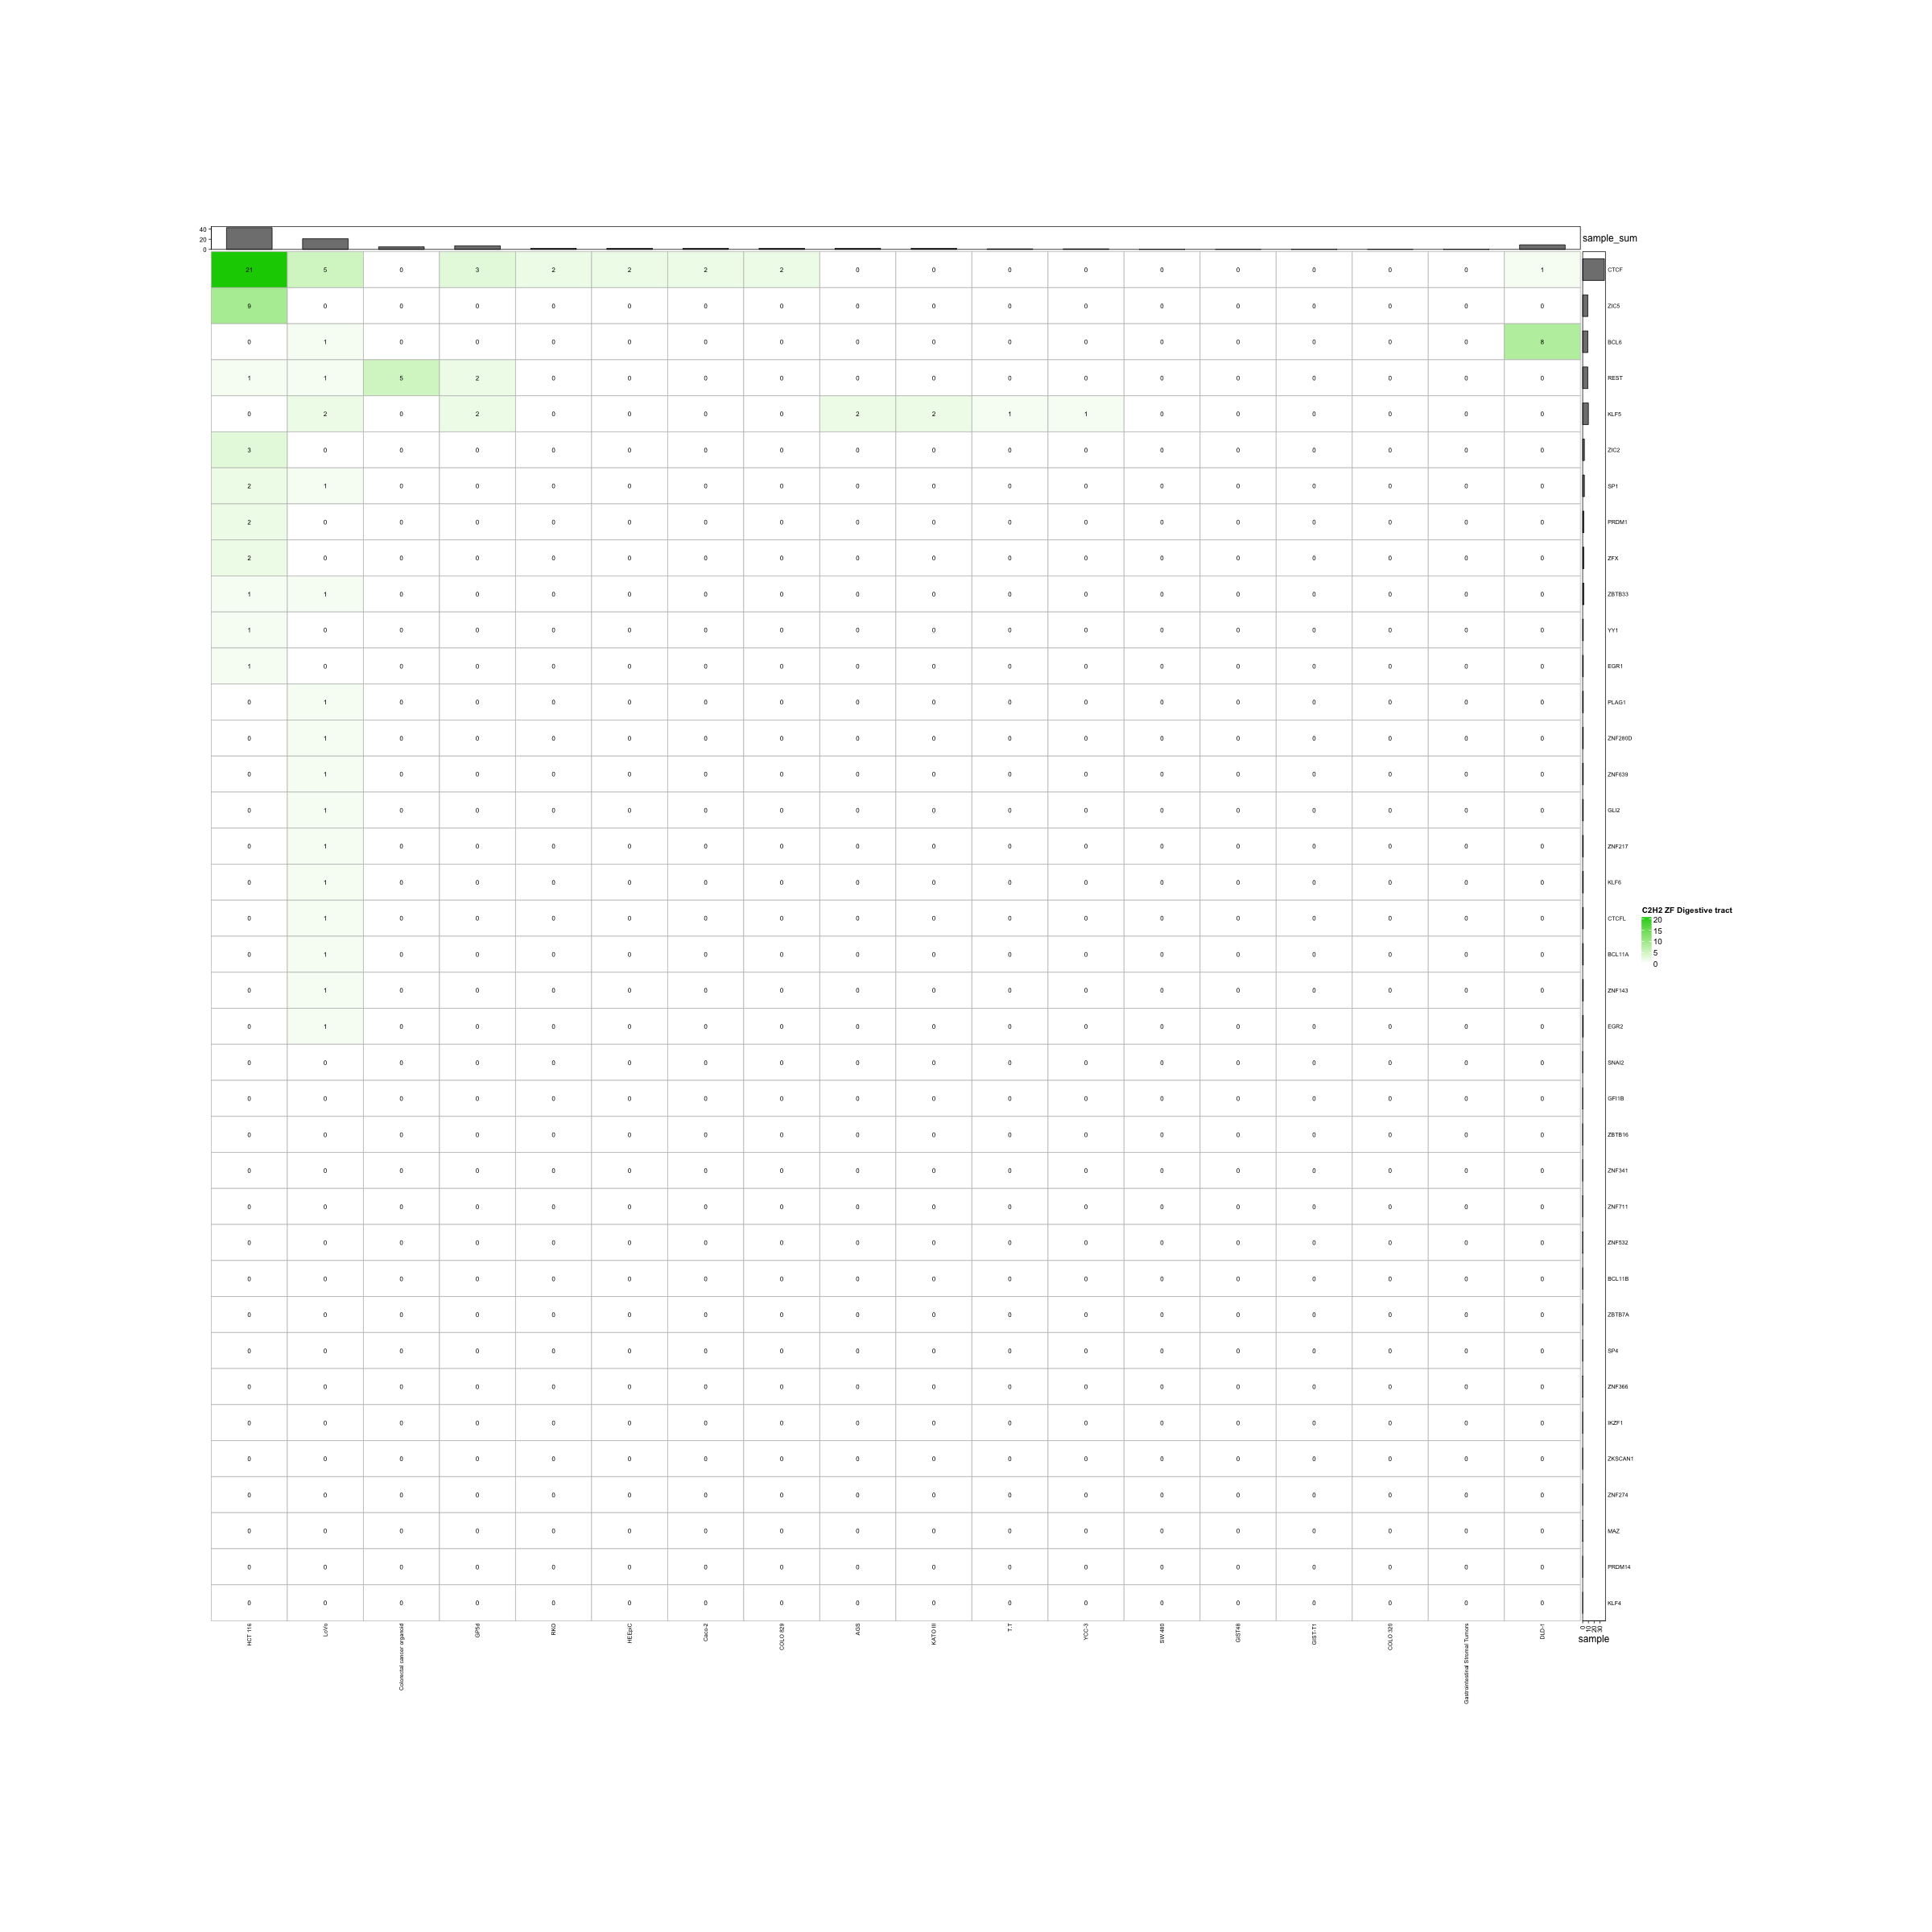 40
20
0
sample_sum
21 5 0 3 2 2 2 2 0 0 0 0 0 0 0 0 0 1 CTCF
9 0 0 0 0 0 0 0 0 0 0 0 0 0 0 0 0 0 ZIC5
0 1 0 0 0 0 0 0 0 0 0 0 0 0 0 0 0 8 BCL6
1 1 5 2 0 0 0 0 0 0 0 0 0 0 0 0 0 0 REST
0 2 0 2 0 0 0 0 2 2 1 1 0 0 0 0 0 0 KLF5
3 0 0 0 0 0 0 0 0 0 0 0 0 0 0 0 0 0 ZIC2
2 1 0 0 0 0 0 0 0 0 0 0 0 0 0 0 0 0 SP1
2 0 0 0 0 0 0 0 0 0 0 0 0 0 0 0 0 0 PRDM1
2 0 0 0 0 0 0 0 0 0 0 0 0 0 0 0 0 0 ZFX
1 1 0 0 0 0 0 0 0 0 0 0 0 0 0 0 0 0 ZBTB33
1 0 0 0 0 0 0 0 0 0 0 0 0 0 0 0 0 0 YY1
1 0 0 0 0 0 0 0 0 0 0 0 0 0 0 0 0 0 EGR1
0 1 0 0 0 0 0 0 0 0 0 0 0 0 0 0 0 0 PLAG1
0 1 0 0 0 0 0 0 0 0 0 0 0 0 0 0 0 0 ZNF280D
0 1 0 0 0 0 0 0 0 0 0 0 0 0 0 0 0 0 ZNF639
0 1 0 0 0 0 0 0 0 0 0 0 0 0 0 0 0 0 GLI2
0 1 0 0 0 0 0 0 0 0 0 0 0 0 0 0 0 0 ZNF217
0 1 0 0 0 0 0 0 0 0 0 0 0 0 0 0 0 0 KLF6
0 1 0 0 0 0 0 0 0 0 0 0 0 0 0 0 0 0 CTCFL
0 1 0 0 0 0 0 0 0 0 0 0 0 0 0 0 0 0 BCL11A
0 1 0 0 0 0 0 0 0 0 0 0 0 0 0 0 0 0 ZNF143
0 1 0 0 0 0 0 0 0 0 0 0 0 0 0 0 0 0 EGR2
0 0 0 0 0 0 0 0 0 0 0 0 0 0 0 0 0 0 SNAI2
0 0 0 0 0 0 0 0 0 0 0 0 0 0 0 0 0 0 GFI1B
0 0 0 0 0 0 0 0 0 0 0 0 0 0 0 0 0 0 ZBTB16
0 0 0 0 0 0 0 0 0 0 0 0 0 0 0 0 0 0 ZNF341
0 0 0 0 0 0 0 0 0 0 0 0 0 0 0 0 0 0 ZNF711
0 0 0 0 0 0 0 0 0 0 0 0 0 0 0 0 0 0 ZNF532
0 0 0 0 0 0 0 0 0 0 0 0 0 0 0 0 0 0 BCL11B
0 0 0 0 0 0 0 0 0 0 0 0 0 0 0 0 0 0 ZBTB7A
0 0 0 0 0 0 0 0 0 0 0 0 0 0 0 0 0 0 SP4
0 0 0 0 0 0 0 0 0 0 0 0 0 0 0 0 0 0 ZNF366
0 0 0 0 0 0 0 0 0 0 0 0 0 0 0 0 0 0 IKZF1
0 0 0 0 0 0 0 0 0 0 0 0 0 0 0 0 0 0 ZKSCAN1
0 0 0 0 0 0 0 0 0 0 0 0 0 0 0 0 0 0 ZNF274
0 0 0 0 0 0 0 0 0 0 0 0 0 0 0 0 0 0 MAZ
0 0 0 0 0 0 0 0 0 0 0 0 0 0 0 0 0 0 PRDM14
0 0 0 0 0 0 0 0 0 0 0 0 0 0 0 0 0 0 KLF4
HCT 116
LoVo
Colorectal cancer organoid
GP5d
RKO
HEEpiC
Caco-2
COLO 829
AGS
KATO III
T.T
YCC-3
SW 480
GIST48
GIST-T1
COLO 320
Gastrointestinal Stromal Tumors
DLD-1
0
10
20
30
sample
C2H2 ZF Digestive tract
20
15
10
5
0